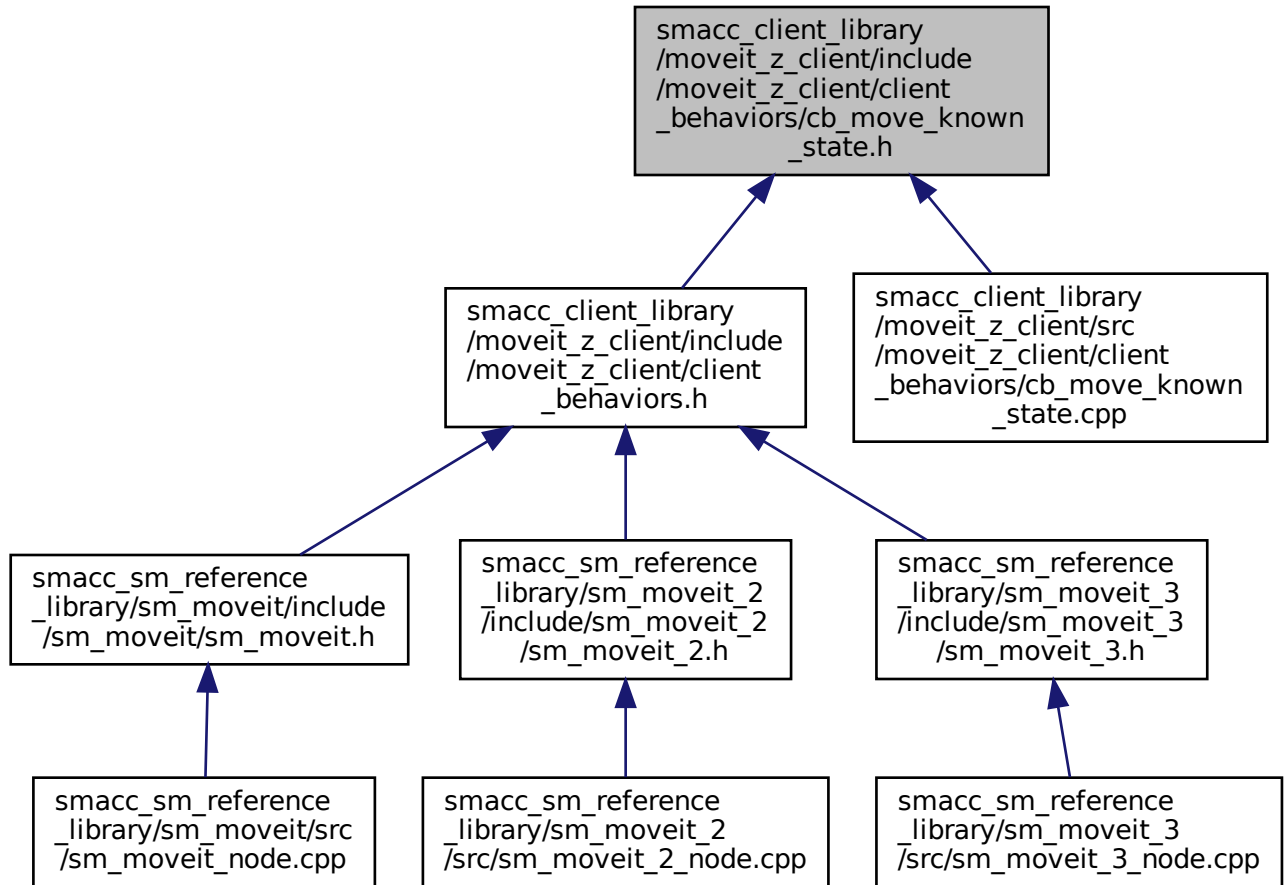 smacc_client_library
/moveit_z_client/include
/moveit_z_client/client
_behaviors/cb_move_known
_state.h
smacc_client_library
/moveit_z_client/include
/moveit_z_client/client
_behaviors.h
smacc_client_library
/moveit_z_client/src
/moveit_z_client/client
_behaviors/cb_move_known
_state.cpp
smacc_sm_reference
_library/sm_moveit/include
/sm_moveit/sm_moveit.h
smacc_sm_reference
_library/sm_moveit_2
/include/sm_moveit_2
/sm_moveit_2.h
smacc_sm_reference
_library/sm_moveit_3
/include/sm_moveit_3
/sm_moveit_3.h
smacc_sm_reference
_library/sm_moveit/src
/sm_moveit_node.cpp
smacc_sm_reference
_library/sm_moveit_2
/src/sm_moveit_2_node.cpp
smacc_sm_reference
_library/sm_moveit_3
/src/sm_moveit_3_node.cpp